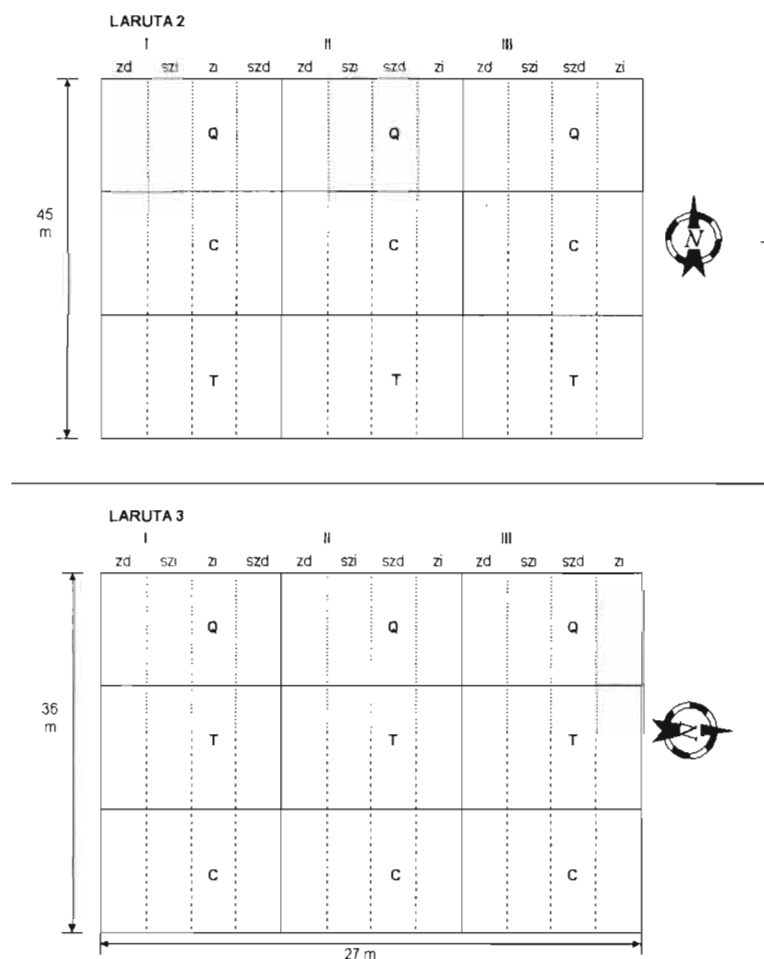 LARUTA 2
I II III
zd szi zi szd zd szi szd zi zd szi szd zi
Q Q Q
45
m
N
C C C
T T T
LARUTA 3
I II III
zd szi zi szd zd szi szd zi zd szi szd zi
Q Q Q
36
m
N
T T T
C C C
27 m